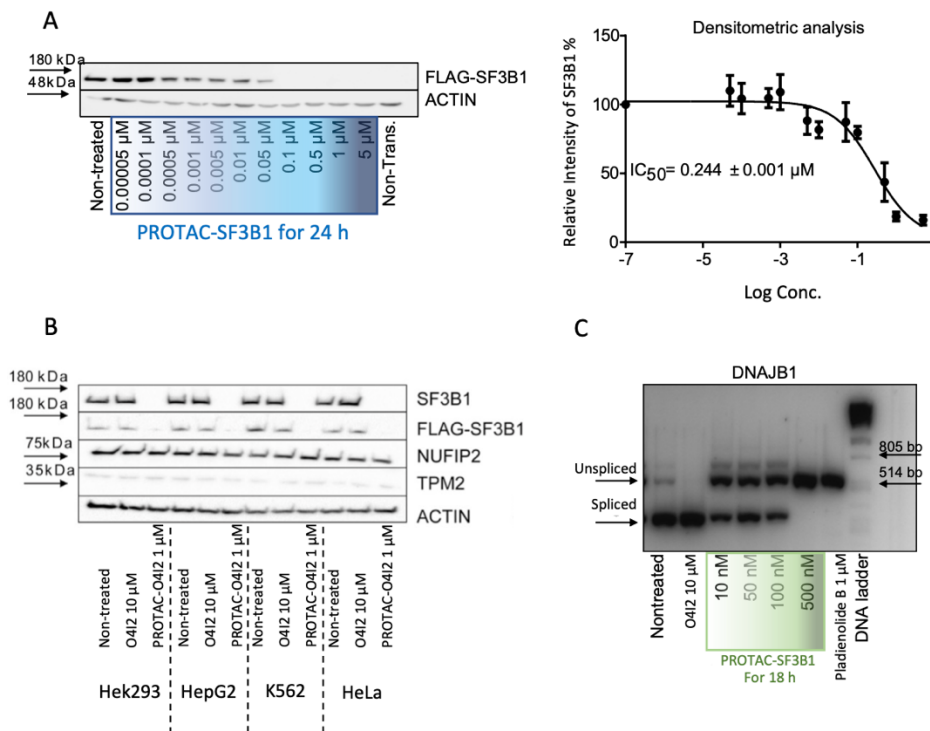 A
180 kDa
48kDa
FLAG-SF3B1
ACTIN
Non-treated
0.00005 µM
0.0001 µM
0.0005 µM
0.001 µM
0.005 µM
0.01 µM
0.05 µM
0.1 µM
0.5 µM
1 µM
5 µM
Non-Trans.
PROTAC-SF3B1 for 24 h
Densitometric analysis
Relative Intensity of SF3B1 %
150
100
50
0
IC50= 0.244 ± 0.001 µM
-7
-5
-3
-1
Log Conc.
B
180 kDa
180 kDa
75kDa
35kDa
SF3B1
FLAG-SF3B1
NUFIP2
TPM2
ACTIN
Non-treated
O4I2 10 µM
PROTAC-O4I2 1 µM
Non-treated
O4I2 10 µM
PROTAC-O4I2 1 µM
Non-treated
O4I2 10 µM
PROTAC-O4I2 1 µM
Non-treated
O4I2 10 µM
PROTAC-O4I2 1 µM
Hek293
HepG2
K562
HeLa
C
DNAJB1
Unspliced
Spliced
805 bp
514 bp
Nontreated
O4I2 10 µM
10 nM
50 nM
100 nM
500 nM
Pladienolide B 1 µM
DNA ladder
PROTAC-SF3B1
For 18 h